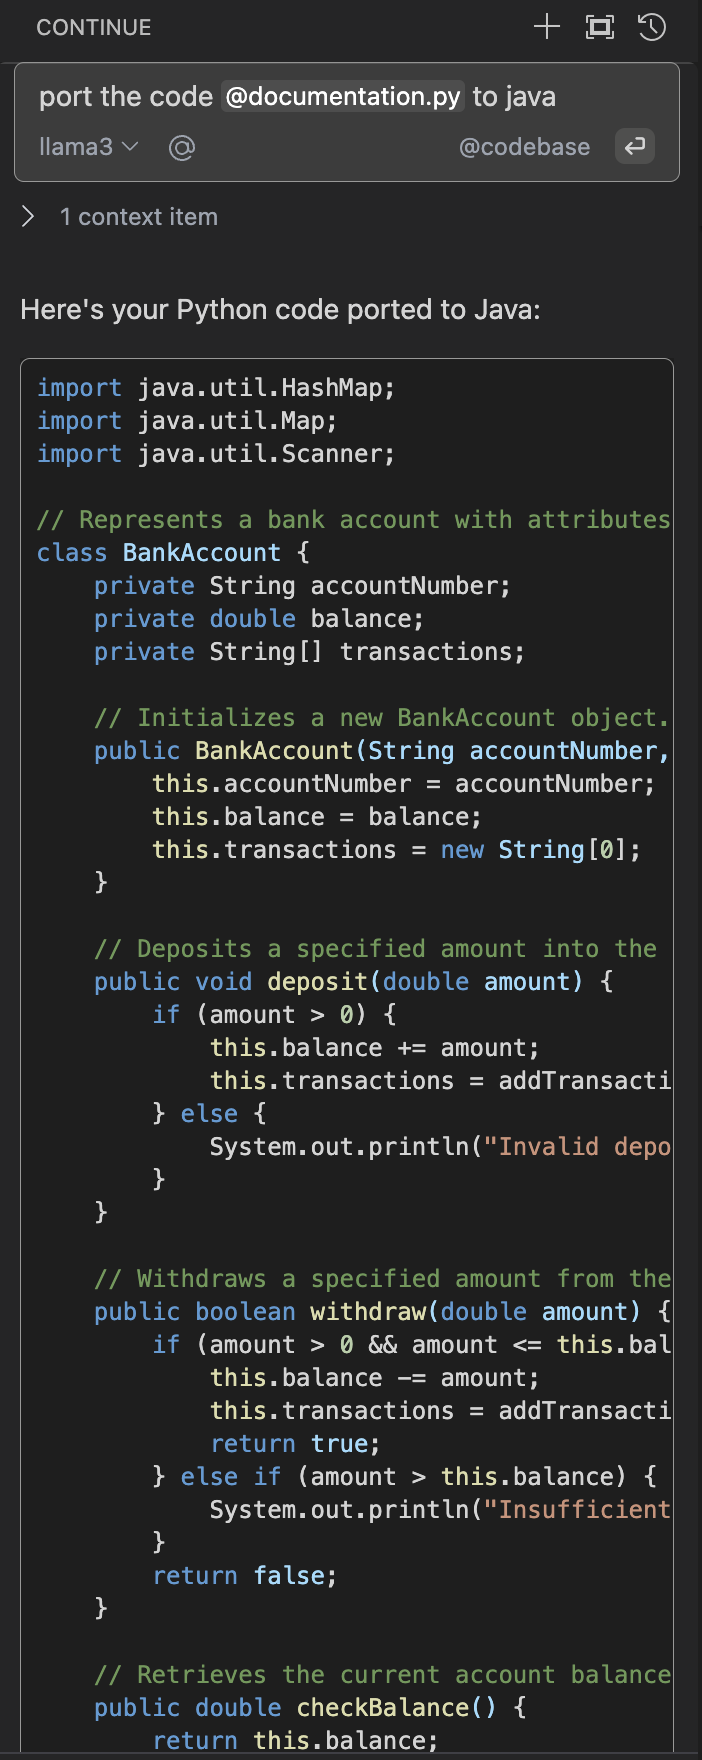 CONTINUE
port the code @documentation.py to java
llama3 @codebase
1 context item
Here's your Python code ported to Java:
import java.util.HashMap;
import java.util.Map;
import java.util.Scanner;
// Represents a bank account with attributes
class BankAccount {
    private String accountNumber;
    private double balance;
    private String[] transactions;
    // Initializes a new BankAccount object.
    public BankAccount(String accountNumber,
        this.accountNumber = accountNumber;
        this.balance = balance;
        this.transactions = new String[0];
    }
    // Deposits a specified amount into the
    public void deposit(double amount) {
        if (amount > 0) {
            this.balance += amount;
            this.transactions = addTransacti
        } else {
            System.out.println("Invalid depo
        }
    }
    // Withdraws a specified amount from the
    public boolean withdraw(double amount) {
        if (amount > 0 && amount <= this.bal
            this.balance -= amount;
            this.transactions = addTransacti
            return true;
        } else if (amount > this.balance) {
            System.out.println("Insufficient
        }
        return false;
    }
    // Retrieves the current account balance
    public double checkBalance() {
        return this.balance;